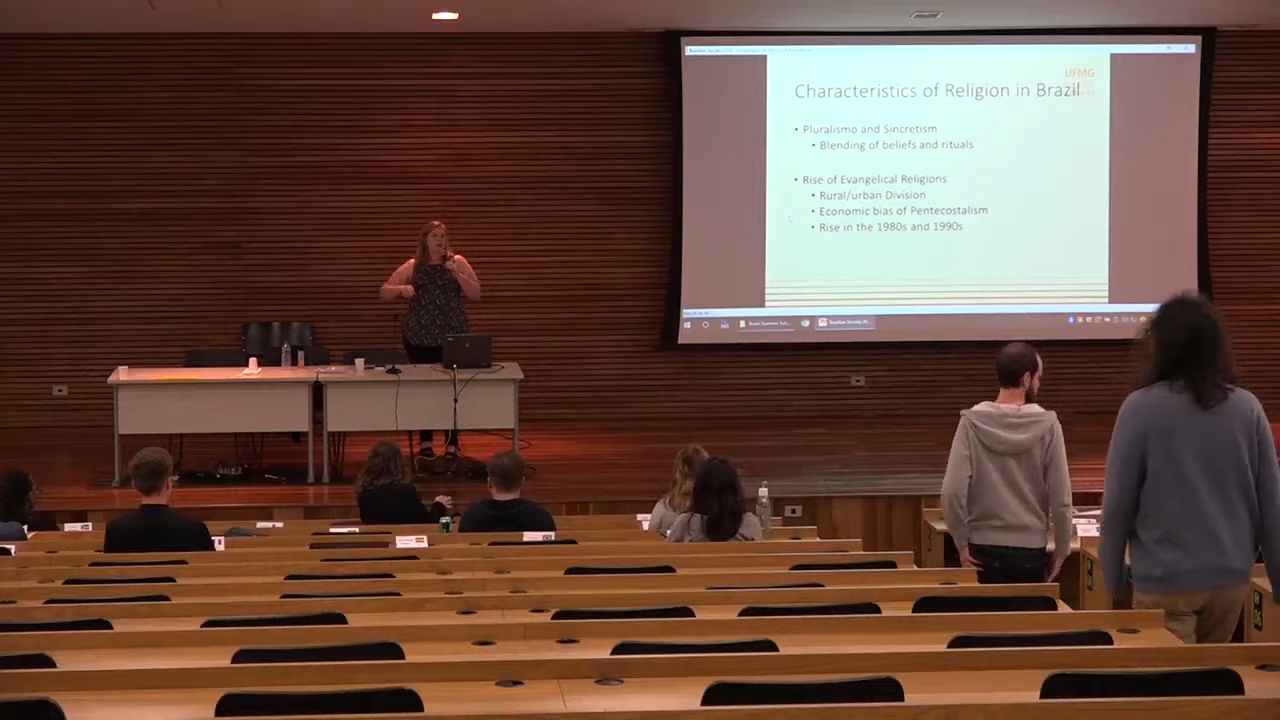 UFMG
Characteristics of Religion in Brazil
• Pluralismo and Sincretism
• Blending of beliefs and rituals
• Rise of Evangelical Religions
• Rural/urban Division
• Economic bias of Pentecostalism
• Rise in the 1980s and 1990s